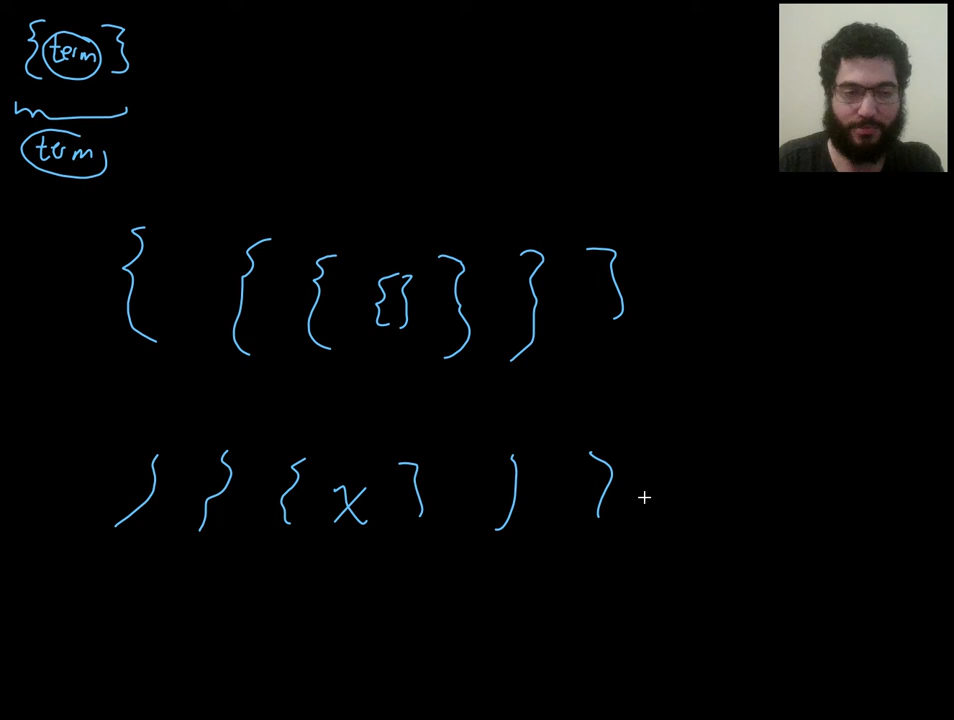 {term}
term
{ { { {} } } }
} } { x } } }